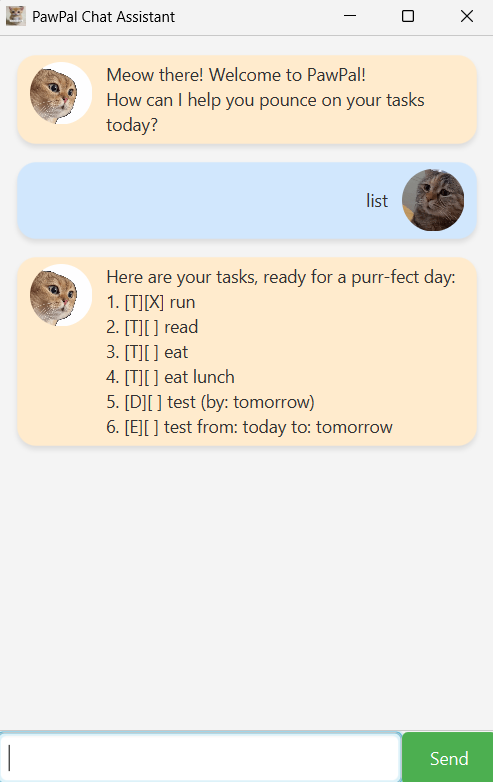 PawPal Chat Assistant
Meow there! Welcome to PawPal!
How can I help you pounce on your tasks
today?
list
Here are your tasks, ready for a purr-fect day:
1. [T][X] run
2. [T][ ] read
3. [T][ ] eat
4. [T][ ] eat lunch
5. [D][ ] test (by: tomorrow)
6. [E][ ] test from: today to: tomorrow
Send